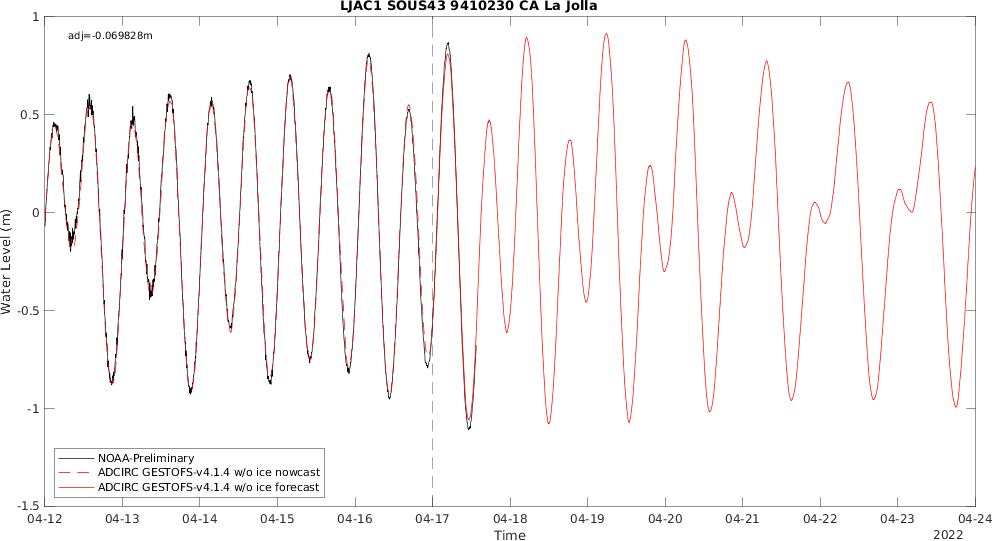 LJAC1 SOUS43 9410230 CA La Jolla
adj=-0.069828m
1
0.5
0
-0.5
-1
-1.5
Water Level (m)
NOAA-Preliminary
ADCIRC GESTOFS-v4.1.4 w/o ice nowcast
ADCIRC GESTOFS-v4.1.4 w/o ice forecast
04-12 04-13 04-14 04-15 04-16 04-17 04-18 04-19 04-20 04-21 04-22 04-23 04-24
Time
2022